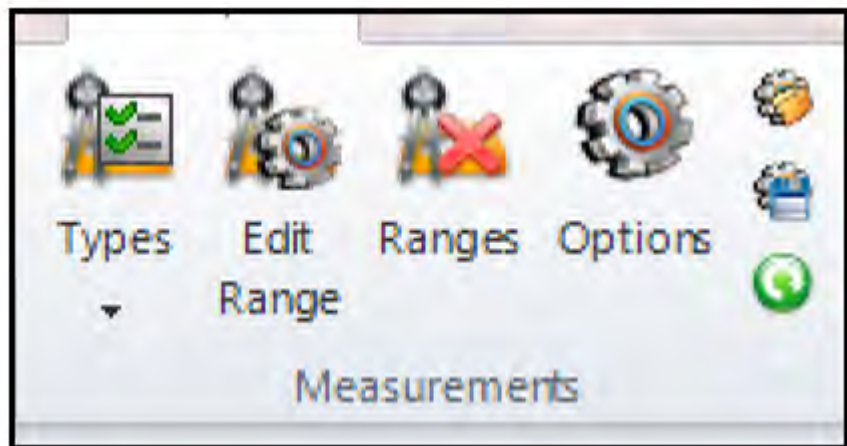 Types
Edit
Range
Ranges
Options
Measurements